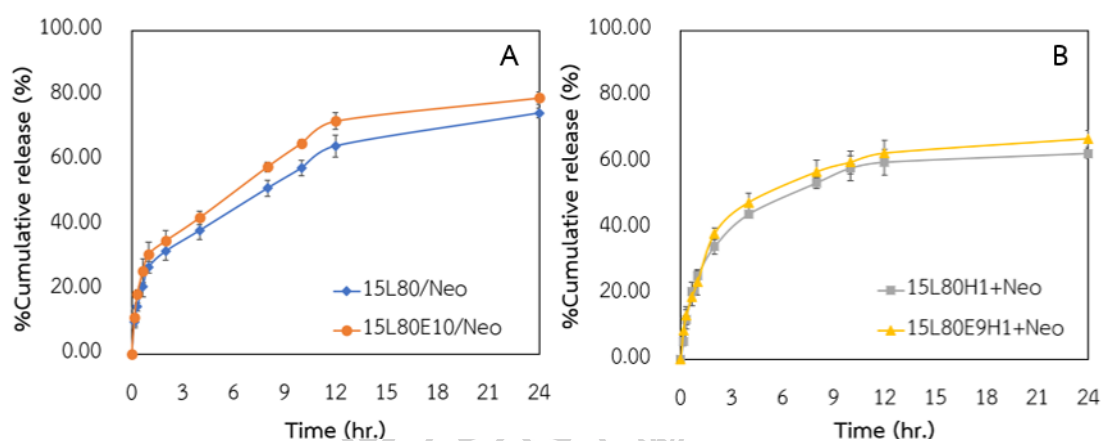 A
%Cumulative release (%)
100.00
80.00
60.00
40.00
20.00
0.00
15L80/Neo
15L80E10/Neo
0 3 6 9 12 15 18 21 24
Time (hr.)
B
%Cumulative release (%)
100.00
80.00
60.00
40.00
20.00
0.00
15L80H1+Neo
15L80E9H1+Neo
0 3 6 9 12 15 18 21 24
Time (hr.)